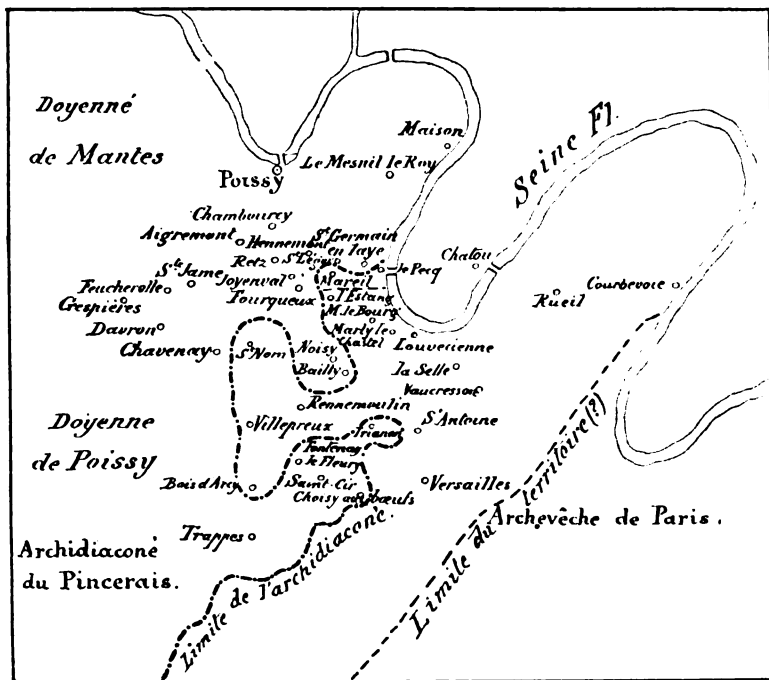 Doyenné
de Mantes
Seine Fl.
Maison
Le Mesnil le Roy
Poissy
Chambourcy
Aigremont
Hennemont
St Germain
en Laye
Retz
St Léger
le Pecq
Chatou
Ste Jame
Joyenval
Mareil
Feucherolle
Fourqueux
l'Estang
Rueil
Courbevoie
Crespières
M. le Bourg
Davron
Marly le
Chastel
Louvecienne
Chavenay
St Nom
Noisy
Bailly
la Selle
Vaucresson
Rennemoulin
Doyenne
de Poissy
Villepreux
Trianon
St Antoine
Fontenay
le Fleury
Bois d'Arcy
Saint-Cir
Choisy aux bœufs
Versailles
Trappes
Archidiaconé
du Pincerais.
Limite de l'archidiaconé.
Limite du territoire (?)
Archevêche de Paris.